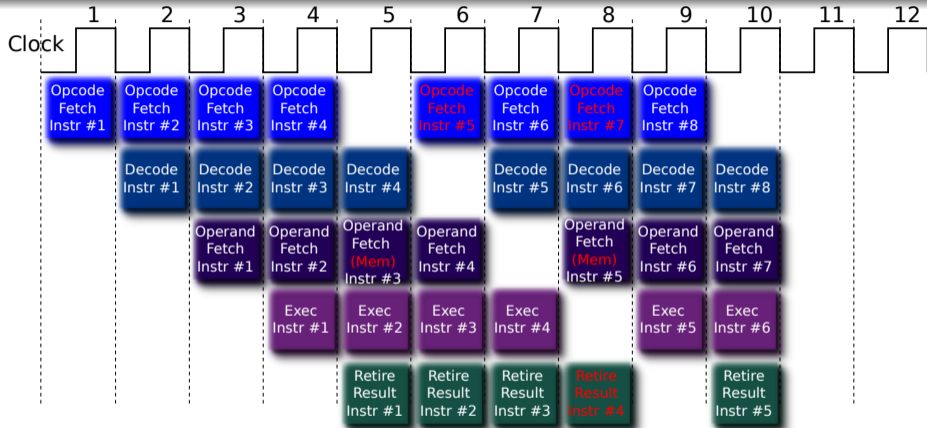 1 2 3 4 5 6 7 8 9 10 11 12
Clock
Opcode Opcode Opcode Opcode Opcode Opcode Opcode Opcode
Fetch Fetch Fetch Fetch Fetch Fetch Fetch Fetch
Instr #1 Instr #2 Instr #3 Instr #4 Instr #5 Instr #6 Instr #7 Instr #8
Decode Decode Decode Decode Decode Decode Decode Decode
Instr #1 Instr #2 Instr #3 Instr #4 Instr #5 Instr #6 Instr #7 Instr #8
Operand Operand Operand Operand Operand Operand Operand
Fetch Fetch Fetch Fetch Fetch Fetch Fetch
(Mem) (Mem)
Instr #1 Instr #2 Instr #3 Instr #4 Instr #5 Instr #6 Instr #7
Exec Exec Exec Exec Exec Exec
Instr #1 Instr #2 Instr #3 Instr #4 Instr #5 Instr #6
Retire Retire Retire Retire Retire
Result Result Result Result Result
Instr #1 Instr #2 Instr #3 Instr #4 Instr #5